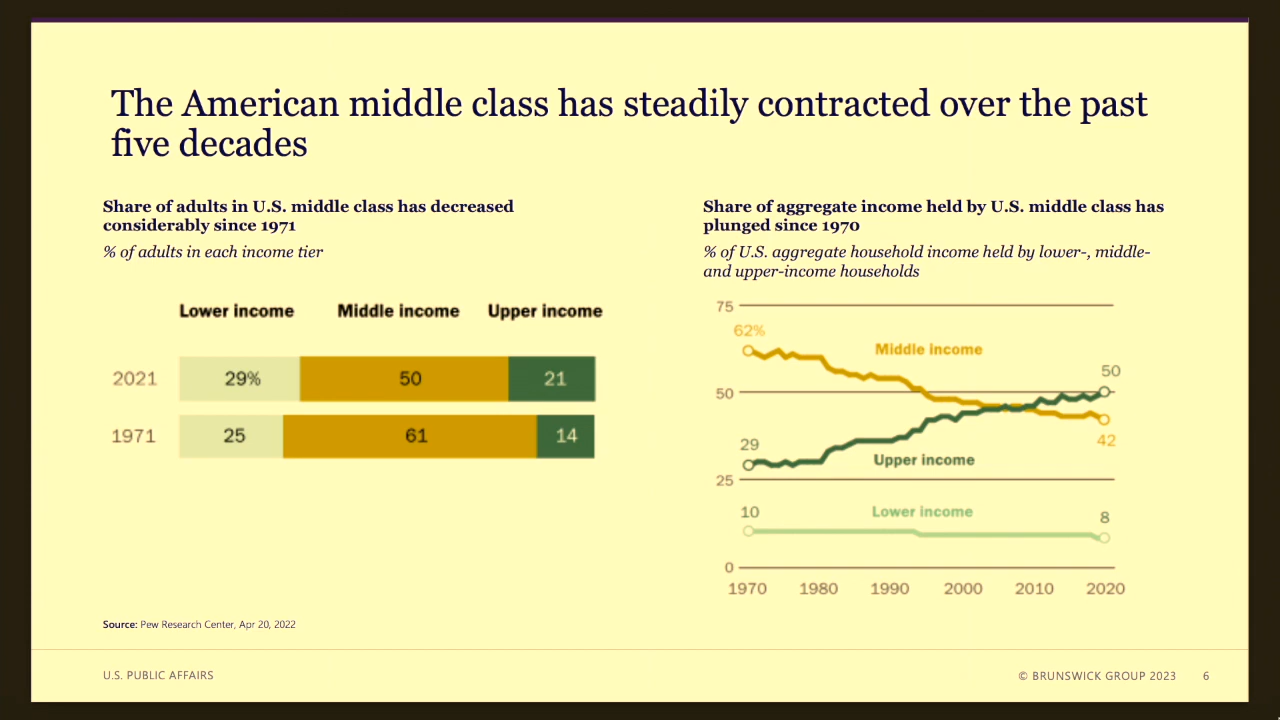 The American middle class has steadily contracted over the past
five decades
Share of adults in U.S. middle class has decreased
considerably since 1971
% of adults in each income tier
Lower income Middle income Upper income
2021 29% 50 21
1971 25 61 14
Share of aggregate income held by U.S. middle class has
plunged since 1970
% of U.S. aggregate household income held by lower-, middle-
and upper-income households
75
62%
Middle income
50
50
42
29
Upper income
25
10
Lower income
8
0
1970 1980 1990 2000 2010 2020
Source: Pew Research Center, Apr 20, 2022
U.S. PUBLIC AFFAIRS
© BRUNSWICK GROUP 2023 6